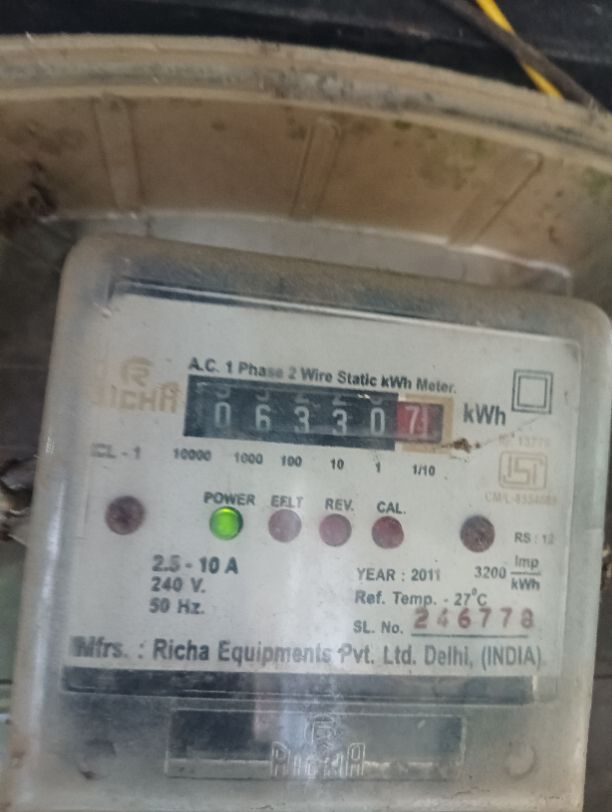 A.C. 1 Phase 2 Wire Static kWh Meter.
RICHA
0 6 3 3 0 7 kWh
CL - 1
10000 1000 100 10 1 1/10
POWER EFLT REV. CAL.
RS : 12
2.5 - 10 A
240 V.
50 Hz.
YEAR : 2011 3200 Imp/kWh
Ref. Temp. - 27°C
SL. No. 246778
Mfrs. : Richa Equipments Pvt. Ltd. Delhi, (INDIA)
RICHA